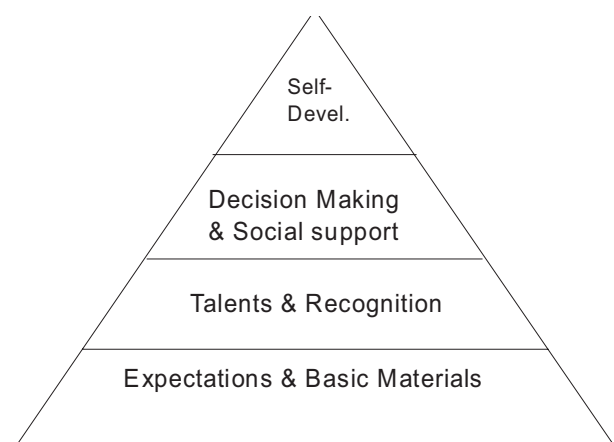 Self-
Devel.
Decision Making
& Social support
Talents & Recognition
Expectations & Basic Materials